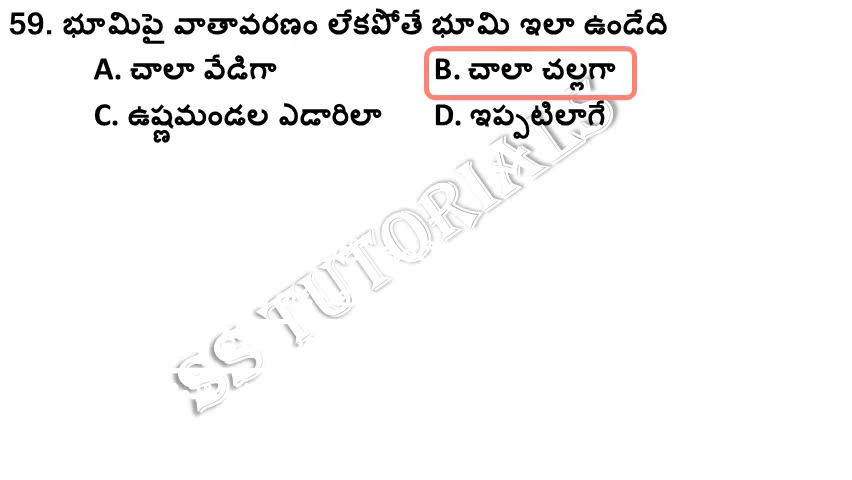 59. భూమిపై వాతావరణం లేకపోతే భూమి ఇలా ఉండేది
A. చాలా వేడిగా B. చాలా చల్లగా
C. ఉష్ణమండల ఎడారిలా D. ఇప్పటిలాగే
SS TUTORIALS